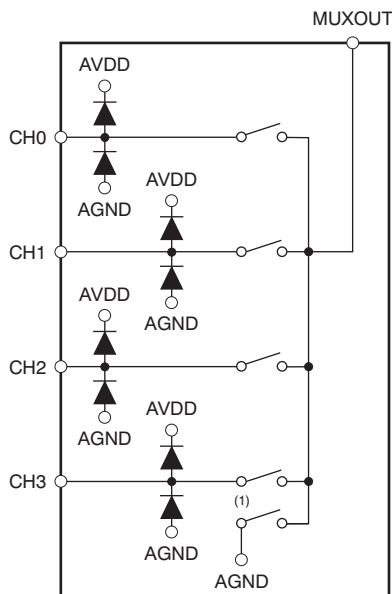 MUXOUT
AVDD
CH0
AGND
AVDD
CH1
AGND
AVDD
CH2
AGND
AVDD
CH3
(1)
AGND
AGND